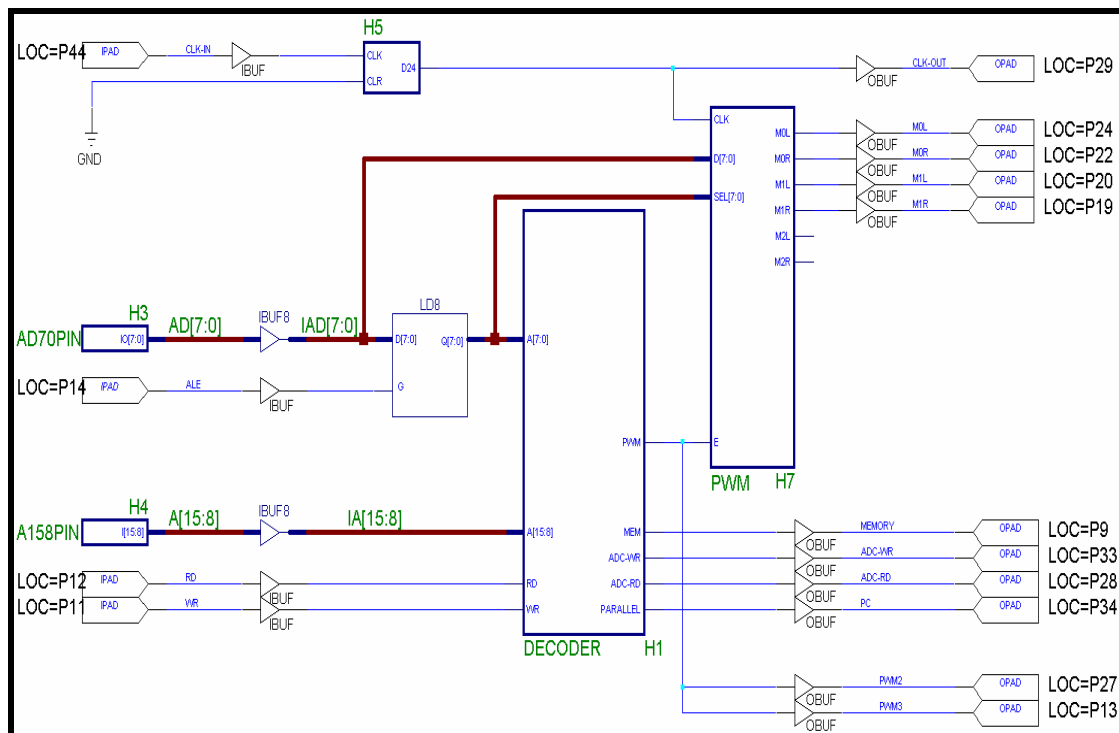 H5
LOC=P44 IPAD CLK-IN IBUF CLK D24 CLR
GND
OBUF CLK-OUT OPAD LOC=P29
CLK
M0L OBUF M0L OPAD LOC=P24
D[7:0] M0R OBUF M0R OPAD LOC=P22
M1L OBUF M1L OPAD LOC=P20
SEL[7:0] M1R OBUF M1R OPAD LOC=P19
M2L
M2R
H3 IBUF8 LD8
AD70PIN IO[7:0] AD[7:0] IAD[7:0] D[7:0] Q[7:0] A[7:0]
LOC=P14 IPAD ALE IBUF G
PWM E
PWM H7
H4 IBUF8
A158PIN I[15:8] A[15:8] IA[15:8] A[15:8]
MEM OBUF MEMORY OPAD LOC=P9
ADC-WR OBUF ADC-WR OPAD LOC=P33
LOC=P12 IPAD RD IBUF RD ADC-RD OBUF ADC-RD OPAD LOC=P28
LOC=P11 IPAD WR IBUF WR PARALLEL OBUF PC OPAD LOC=P34
DECODER H1
OBUF PWM2 OPAD LOC=P27
OBUF PWM3 OPAD LOC=P13